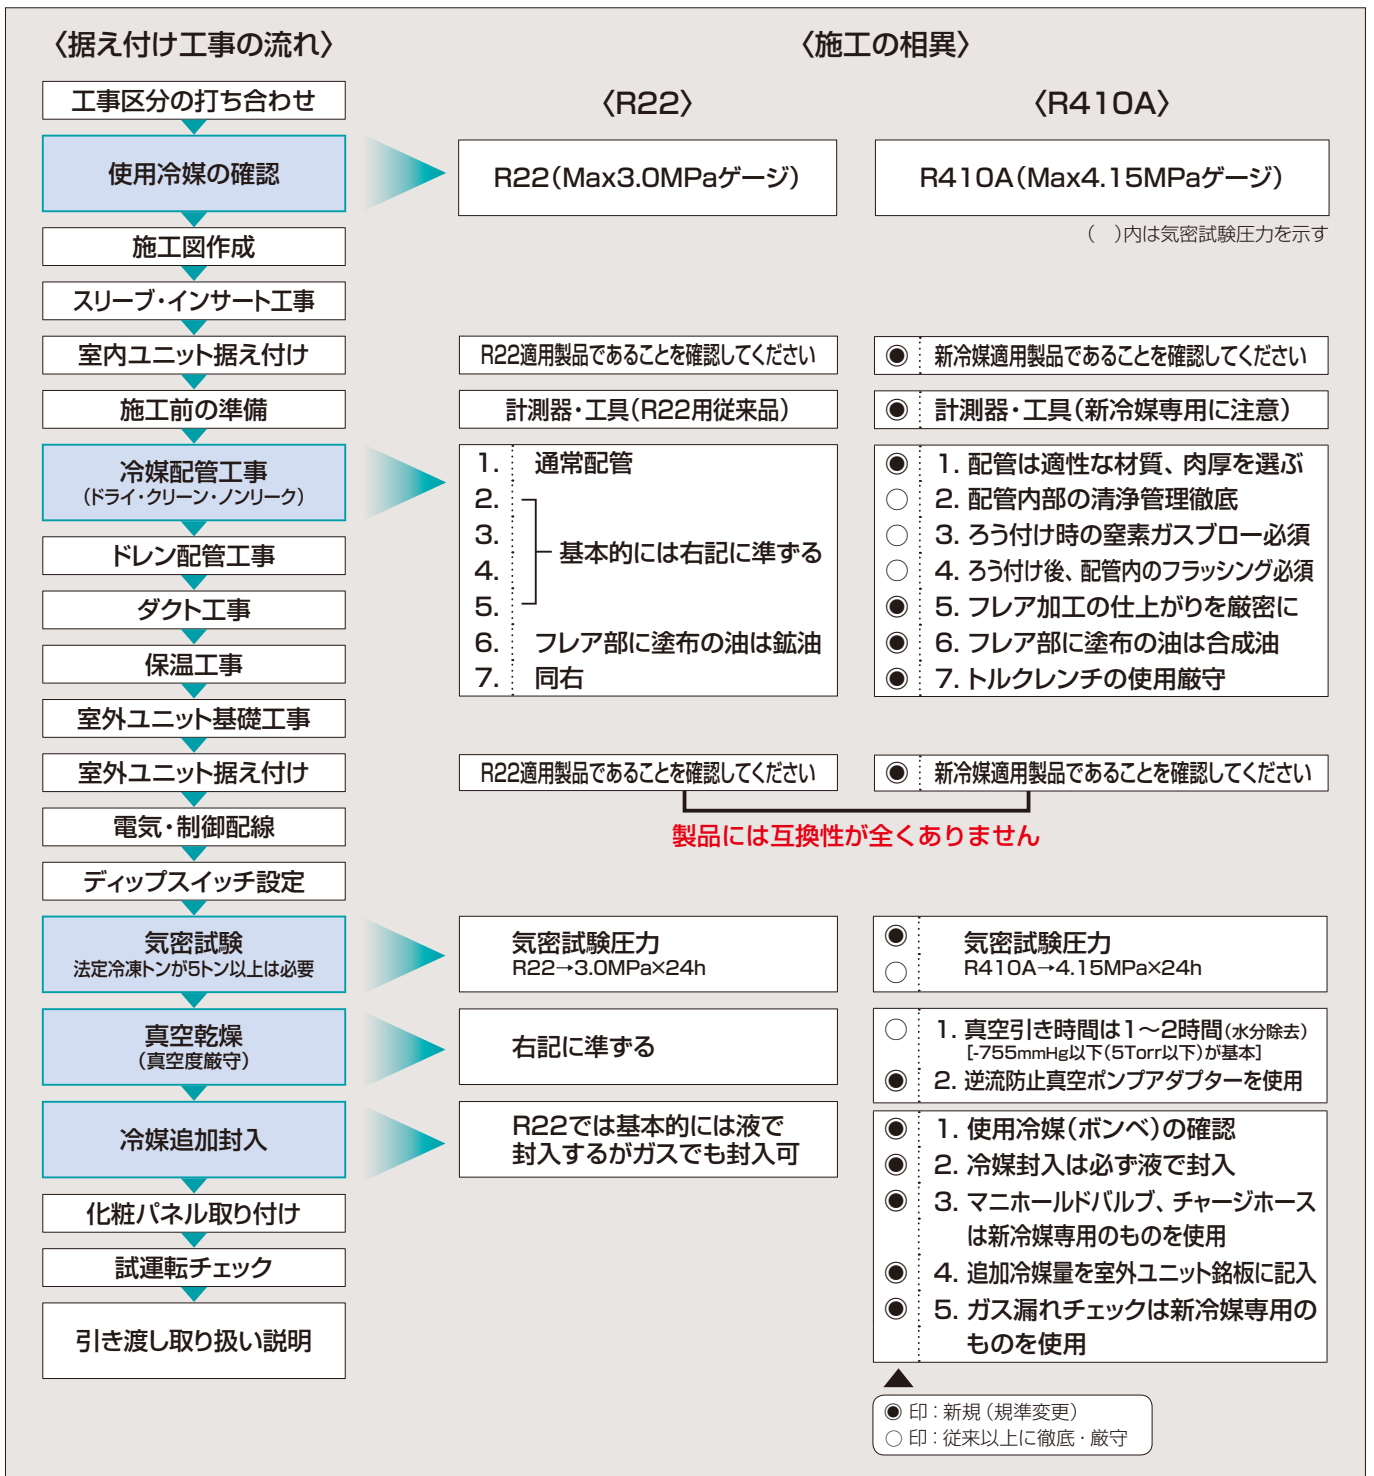 〈据え付け工事の流れ〉
〈施工の相異〉
〈R22〉
〈R410A〉
工事区分の打ち合わせ
使用冷媒の確認
R22(Max3.0MPaゲージ)
R410A(Max4.15MPaゲージ)
(　)内は気密試験圧力を示す
施工図作成
スリーブ・インサート工事
室内ユニット据え付け
R22適用製品であることを確認してください
◉ 新冷媒適用製品であることを確認してください
施工前の準備
計測器・工具(R22用従来品)
◉ 計測器・工具(新冷媒専用に注意)
冷媒配管工事
(ドライ・クリーン・ノンリーク)
1. 通常配管
2.
3.
4.
5.
基本的には右記に準ずる
6. フレア部に塗布の油は鉱油
7. 同右
◉ 1. 配管は適性な材質、肉厚を選ぶ
○ 2. 配管内部の清浄管理徹底
○ 3. ろう付け時の窒素ガスブロー必須
○ 4. ろう付け後、配管内のフラッシング必須
◉ 5. フレア加工の仕上がりを厳密に
◉ 6. フレア部に塗布の油は合成油
◉ 7. トルクレンチの使用厳守
ドレン配管工事
ダクト工事
保温工事
室外ユニット基礎工事
室外ユニット据え付け
R22適用製品であることを確認してください
◉ 新冷媒適用製品であることを確認してください
製品には互換性が全くありません
電気・制御配線
ディップスイッチ設定
気密試験
法定冷凍トンが5トン以上は必要
気密試験圧力
R22→3.0MPa×24h
◉ 気密試験圧力
○ R410A→4.15MPa×24h
真空乾燥
(真空度厳守)
右記に準ずる
○ 1. 真空引き時間は1〜2時間(水分除去)
[-755mmHg以下(5Torr以下)が基本]
◉ 2. 逆流防止真空ポンプアダプターを使用
冷媒追加封入
R22では基本的には液で
封入するがガスでも封入可
◉ 1. 使用冷媒(ボンベ)の確認
◉ 2. 冷媒封入は必ず液で封入
◉ 3. マニホールドバルブ、チャージホース
は新冷媒専用のものを使用
◉ 4. 追加冷媒量を室外ユニット銘板に記入
◉ 5. ガス漏れチェックは新冷媒専用の
ものを使用
化粧パネル取り付け
試運転チェック
引き渡し取り扱い説明
◉ 印：新規(規準変更)
○ 印：従来以上に徹底・厳守